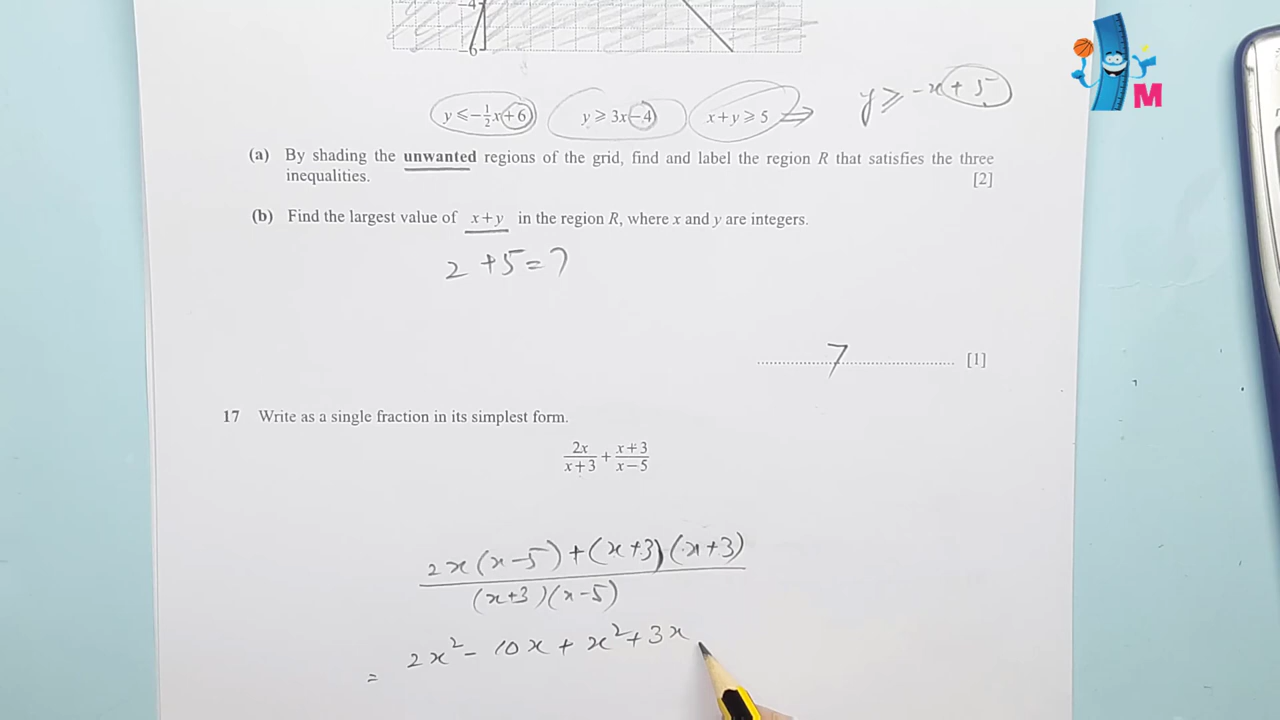 -4
-6
y ⩽ -1/2x+6 y ⩾ 3x-4 x+y ⩾ 5 ⇒ y ⩾ -x+5
M
(a) By shading the unwanted regions of the grid, find and label the region R that satisfies the three
inequalities. [2]
(b) Find the largest value of x+y in the region R, where x and y are integers.
2+5=7
7 [1]
17 Write as a single fraction in its simplest form.
2x/(x+3) + (x+3)/(x-5)
2x(x-5)+(x+3)(x+3)
(x+3)(x-5)
= 2x²-10x+x²+3x